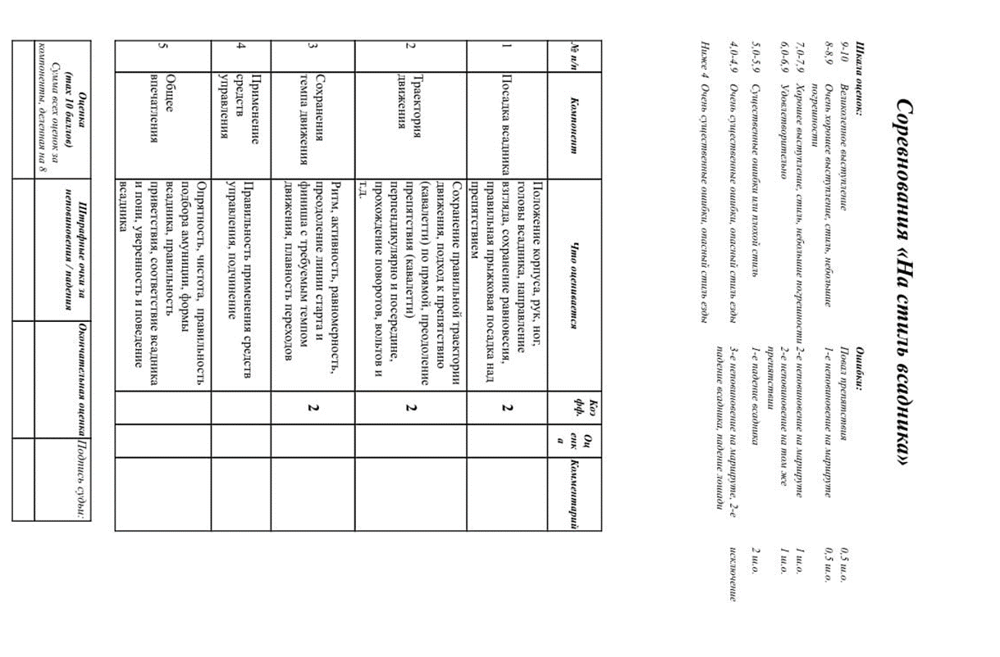 Соревнования «На стиль всадника»
Шкала оценок:
9-10 Великолепное выступление
8-8,9 Очень хорошее выступление, стиль, небольшие
погрешности
7,0-7,9 Хорошее выступление, стиль, небольшие погрешности
6,0-6,9 Удовлетворительно
5,0-5,9 Существенные ошибки или плохой стиль
4,0-4,9 Очень существенные ошибки, опасный стиль езды
Ниже 4 Очень существенные ошибки, опасный стиль езды
Ошибки:
Повал препятствия 0,5 ш.о.
1-е неповиновение на маршруте 0,5 ш.о.
2-е неповиновение на маршруте 1 ш.о.
2-е неповиновение на том же 1 ш.о.
препятствии
1-е падение всадника 2 ш.о.
3-е неповиновение на маршруте, 2-е исключение
падение всадника, падение лошади
№ п/п
Компонент
Что оценивается
Коэ
фф.
Оц
енк
а
Комментарий
1
Посадка всадника
Положение корпуса, рук, ног,
головы всадника, направление
взгляда, сохранение равновесия,
правильная прыжковая посадка над
препятствием
2
2
Траектория
движения
Сохранение правильной траектории
движения, подход к препятствию
(кавалетти) по прямой, преодоление
препятствия (кавалетти)
перпендикулярно и посередине,
прохождение поворотов, вольтов и
т.д.
2
3
Сохранения
темпа движения
Ритм, активность, равномерность,
преодоление линии старта и
финиша с требуемым темпом
движения, плавность переходов
2
4
Применение
средств
управления
Правильность применения средств
управления, подчинение
5
Общее
впечатления
Опрятность, чистота, правильность
подбора амуниции, формы
всадника, правильность
приветствия, соответствие всадника
и пони, уверенность и поведение
всадника
Оценка
(max 10 баллов)
Сумма всех оценок за
компоненты, деленная на 8
Штрафные очки за
неповиновения / падения
Окончательная оценка
Подпись судьи: